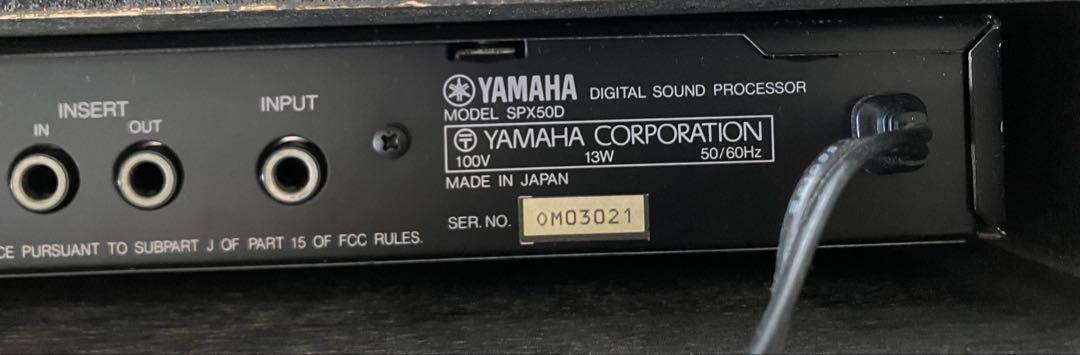 INSERT
IN OUT
INPUT
YAMAHA DIGITAL SOUND PROCESSOR
MODEL SPX50D
YAMAHA CORPORATION
100V 13W 50/60Hz
MADE IN JAPAN
SER. NO. OM03021
CE PURSUANT TO SUBPART J OF PART 15 OF FCC RULES.